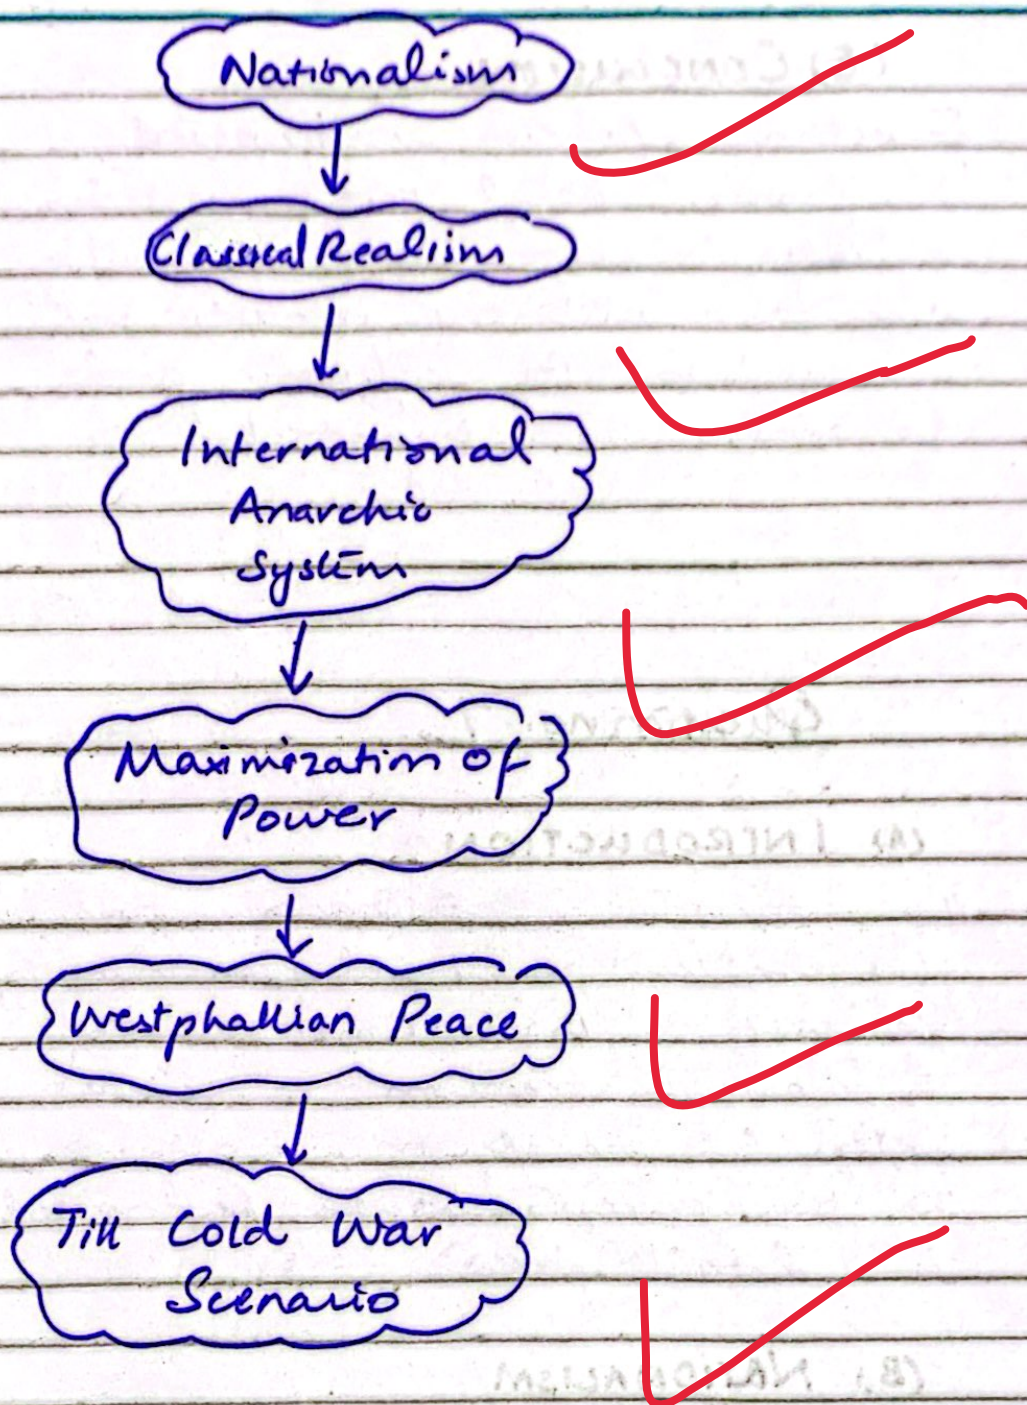 Nationalism
Classical Realism
International
Anarchic
System
Maximization of
Power
Westphallian Peace
Till Cold War
Scenario